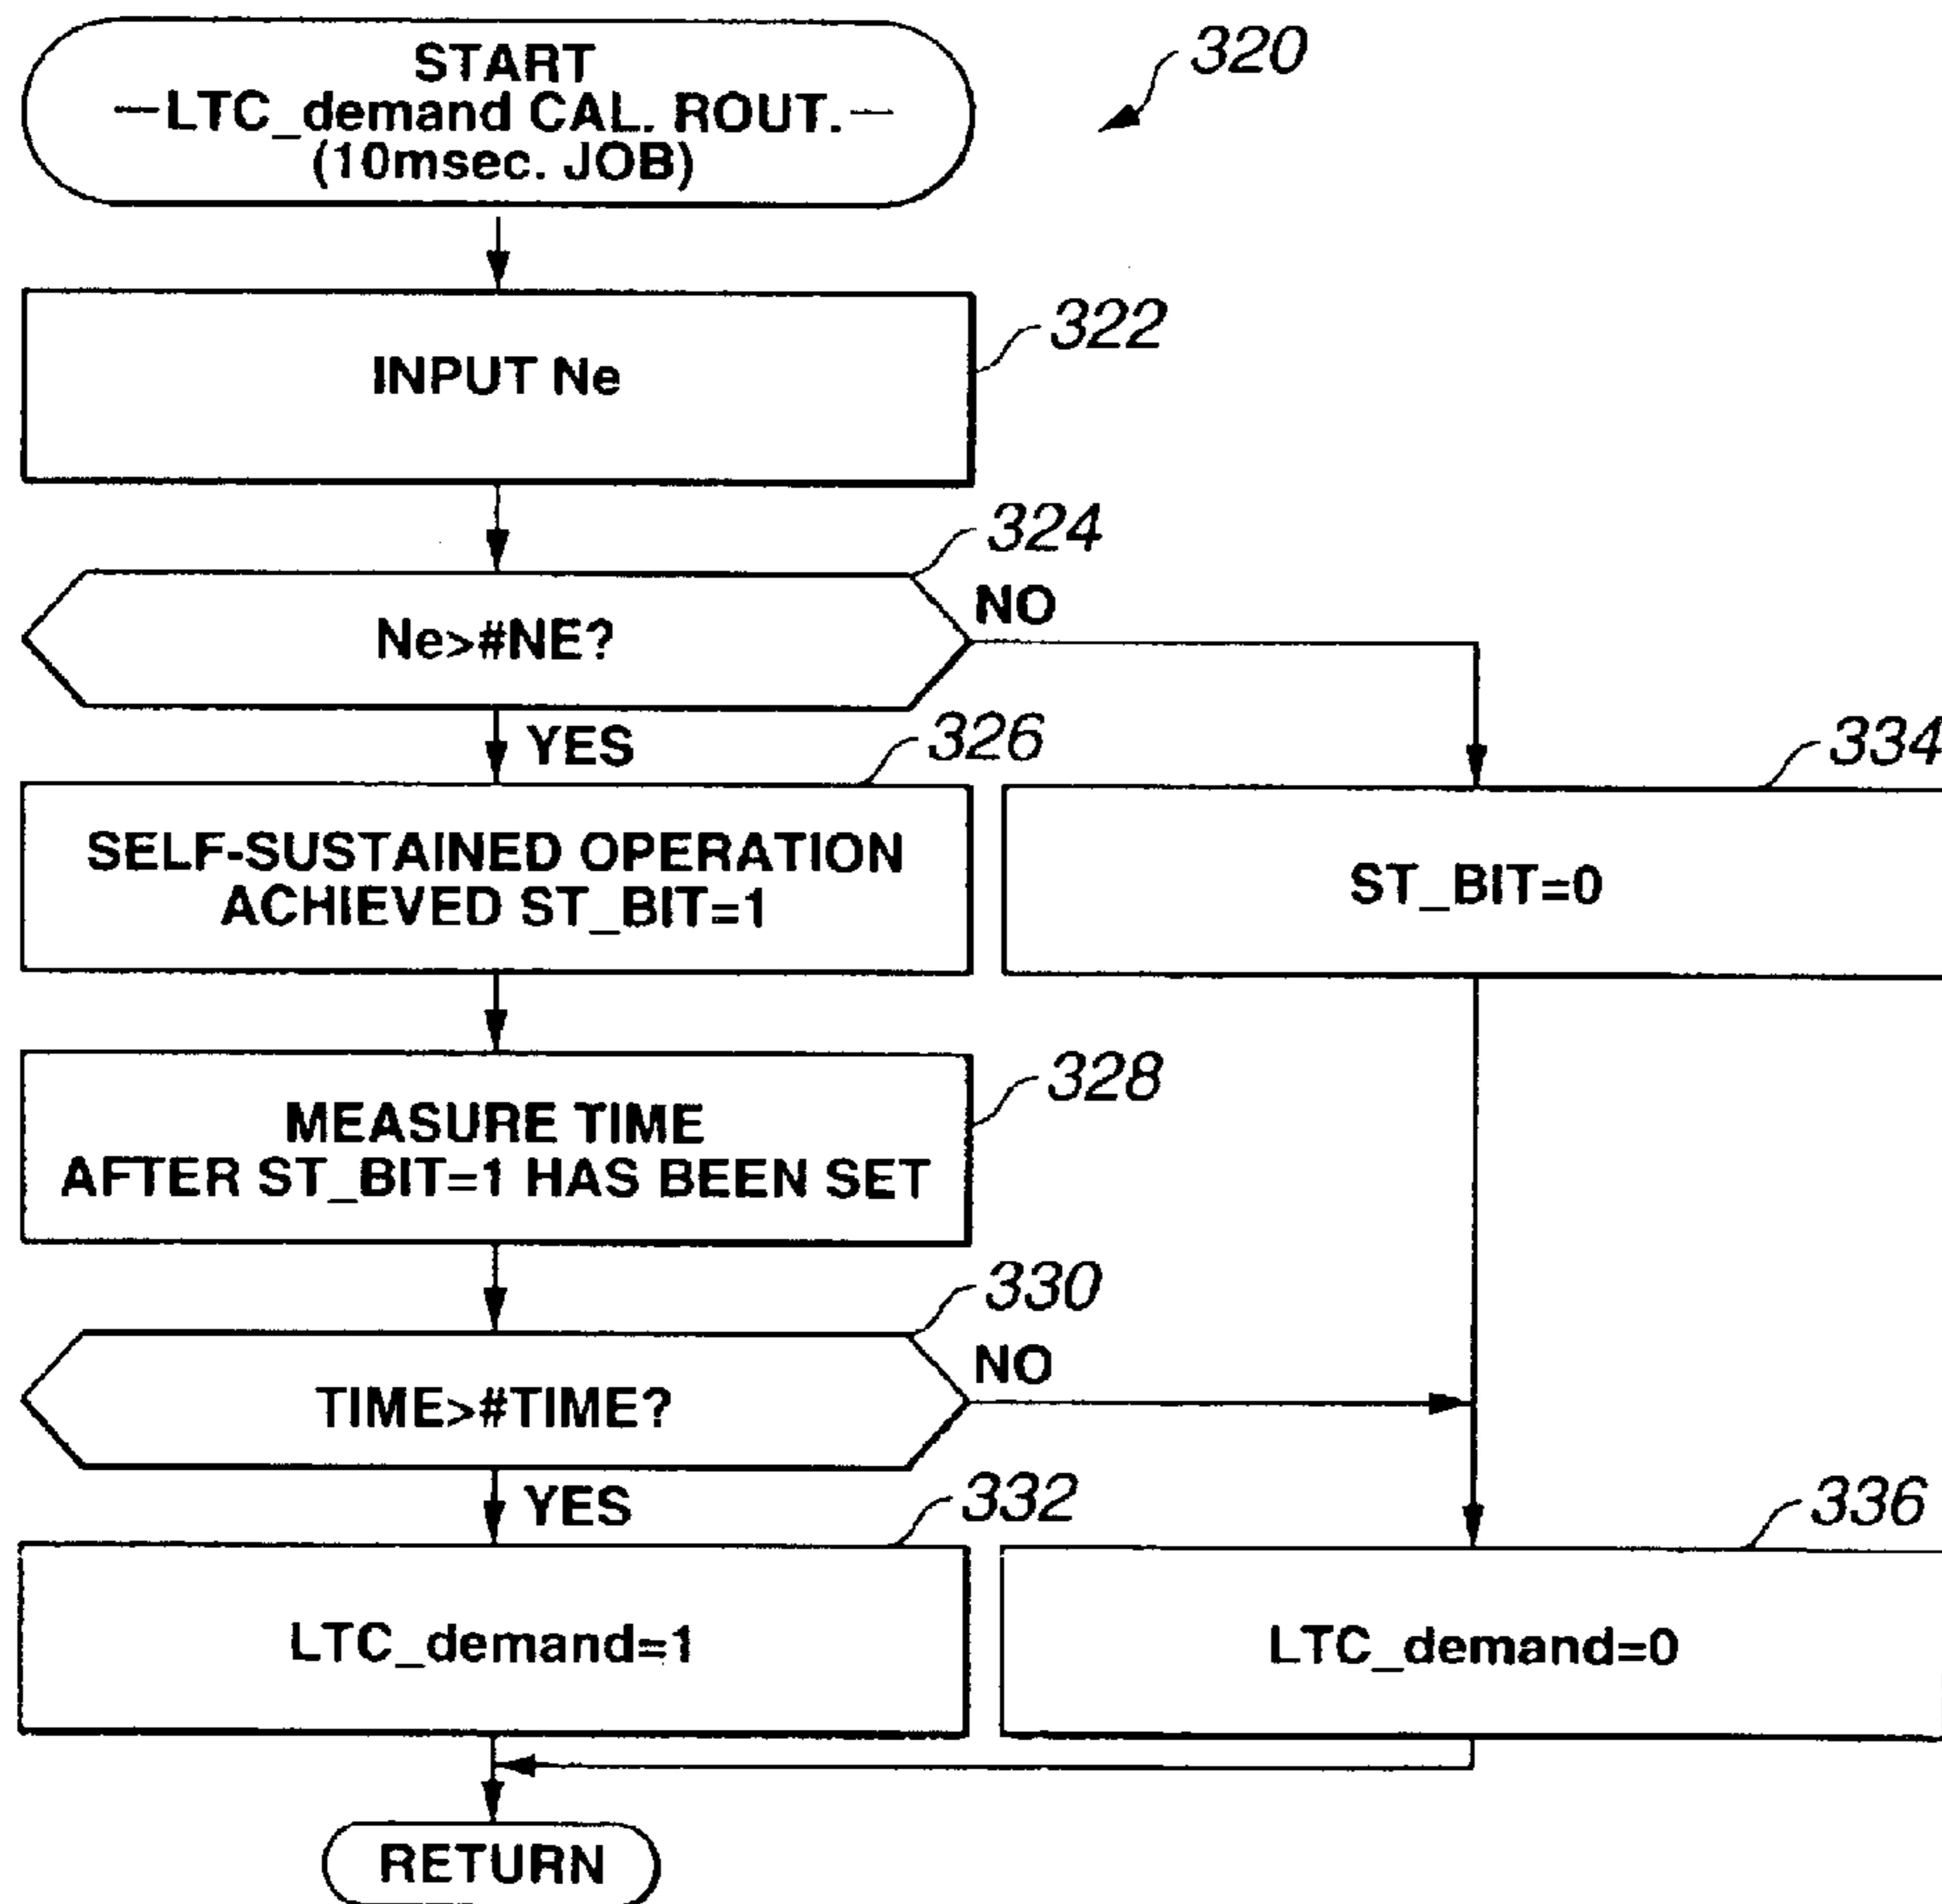 START
—LTC_demand CAL. ROUT.—
(10msec. JOB)
320
INPUT Ne
322
324
Ne>#NE?
NO
YES
326
334
SELF-SUSTAINED OPERATION
ACHIEVED ST_BIT=1
ST_BIT=0
328
MEASURE TIME
AFTER ST_BIT=1 HAS BEEN SET
330
TIME>#TIME?
NO
YES
332
336
LTC_demand=1
LTC_demand=0
RETURN